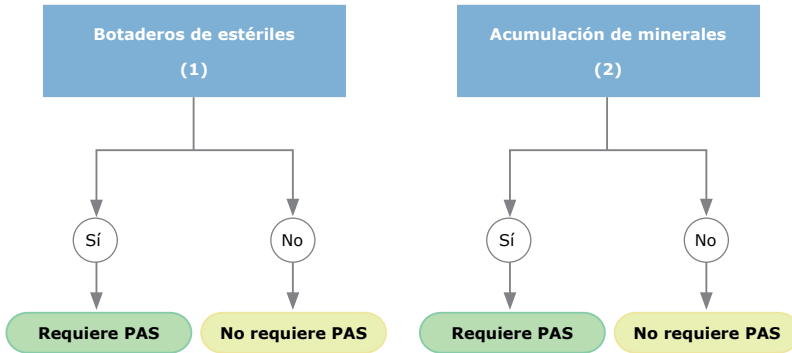 Botaderos de estériles
(1)
Acumulación de minerales
(2)
Sí
No
Sí
No
Requiere PAS
No requiere PAS
Requiere PAS
No requiere PAS